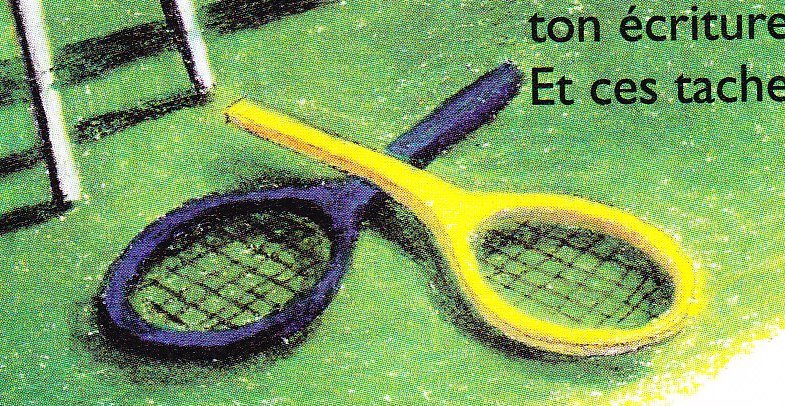 ton écriture
Et ces tache